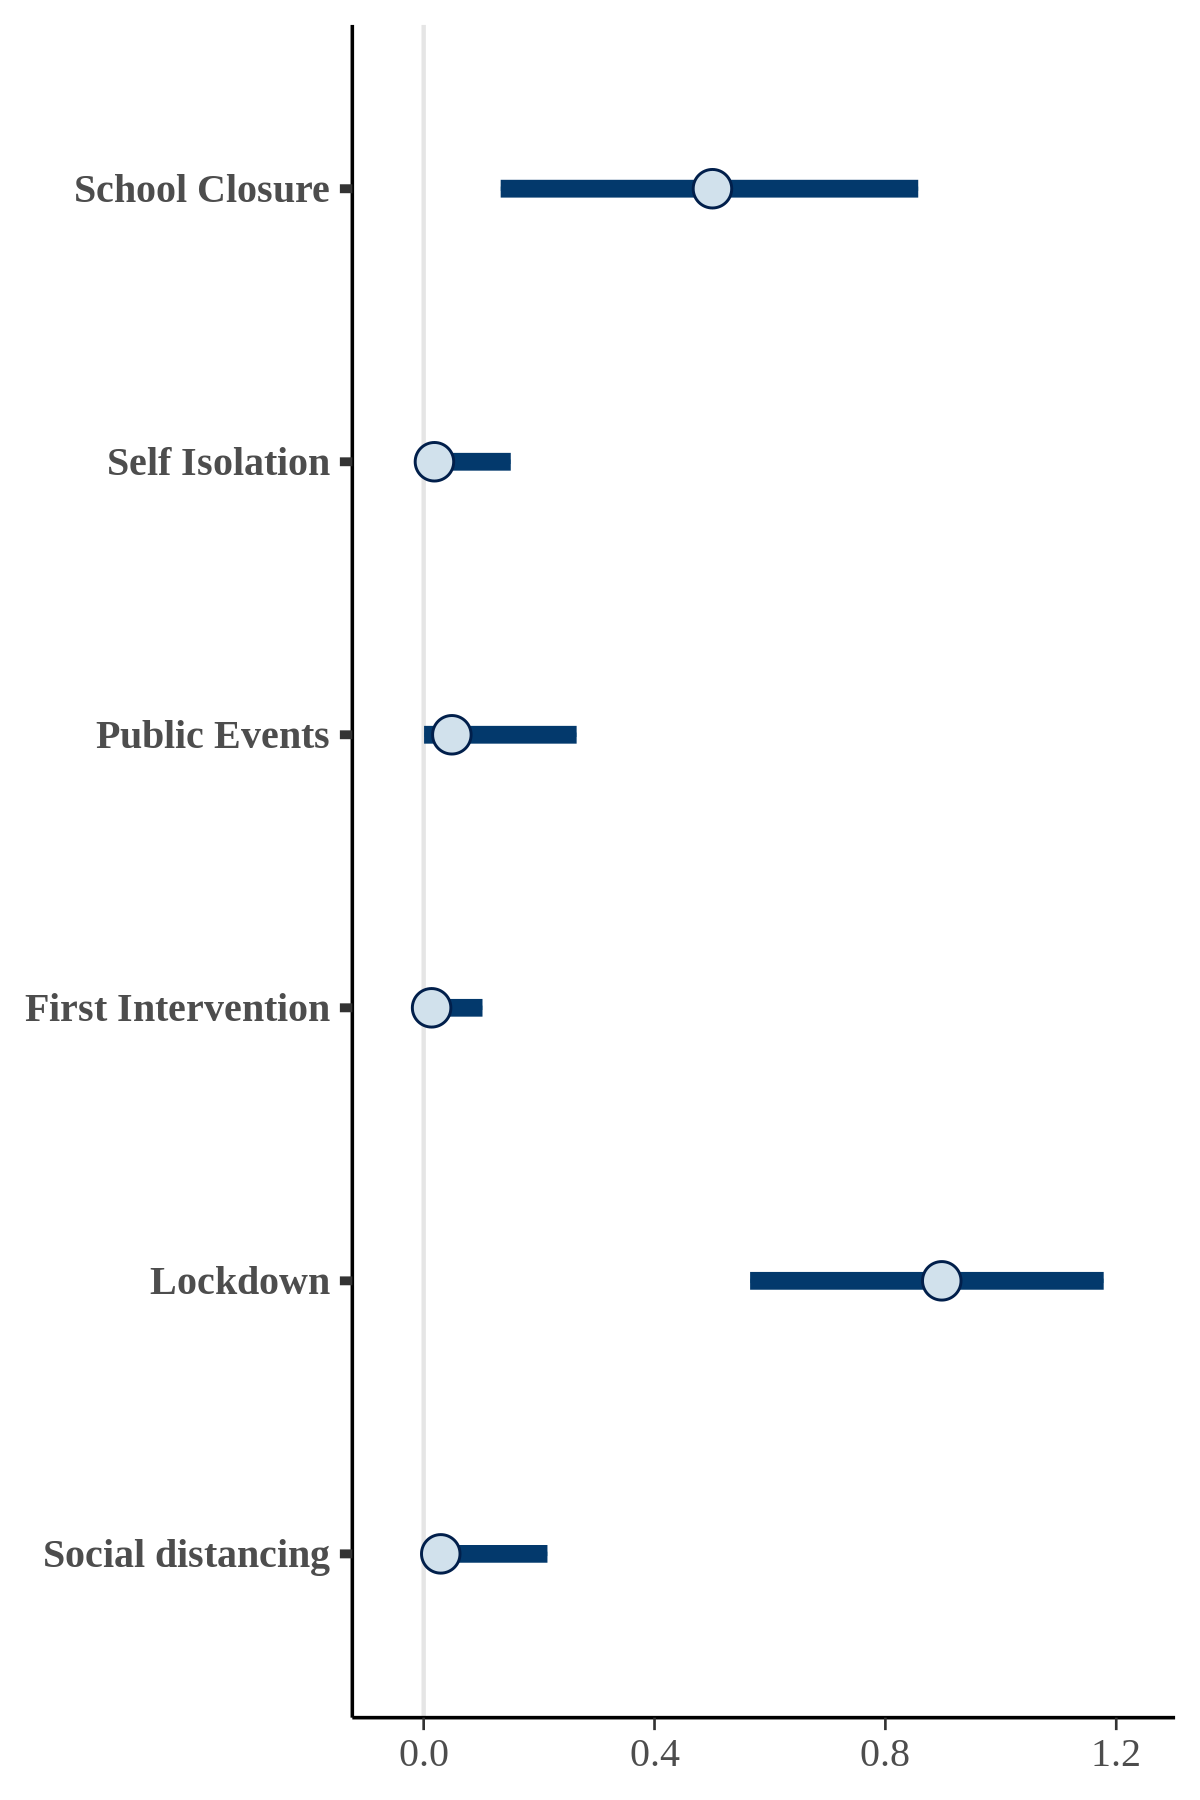 School Closure
Self Isolation
Public Events
First Intervention
Lockdown
Social distancing
0.0 0.4 0.8 1.2